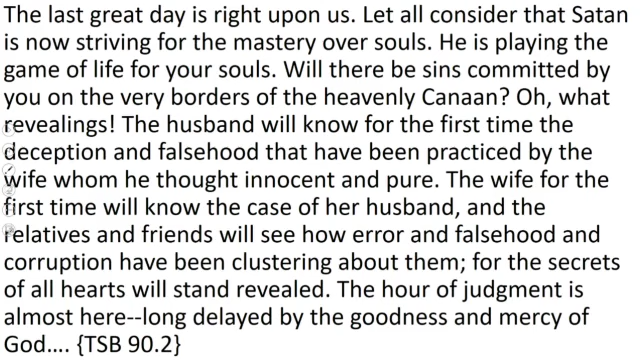 The last great day is right upon us. Let all consider that Satan
is now striving for the mastery over souls. He is playing the
game of life for your souls. Will there be sins committed by
you on the very borders of the heavenly Canaan? Oh, what
revealings! The husband will know for the first time the
deception and falsehood that have been practiced by the
wife whom he thought innocent and pure. The wife for the
first time will know the case of her husband, and the
relatives and friends will see how error and falsehood and
corruption have been clustering about them; for the secrets
of all hearts will stand revealed. The hour of judgment is
almost here--long delayed by the goodness and mercy of
God.... {TSB 90.2}